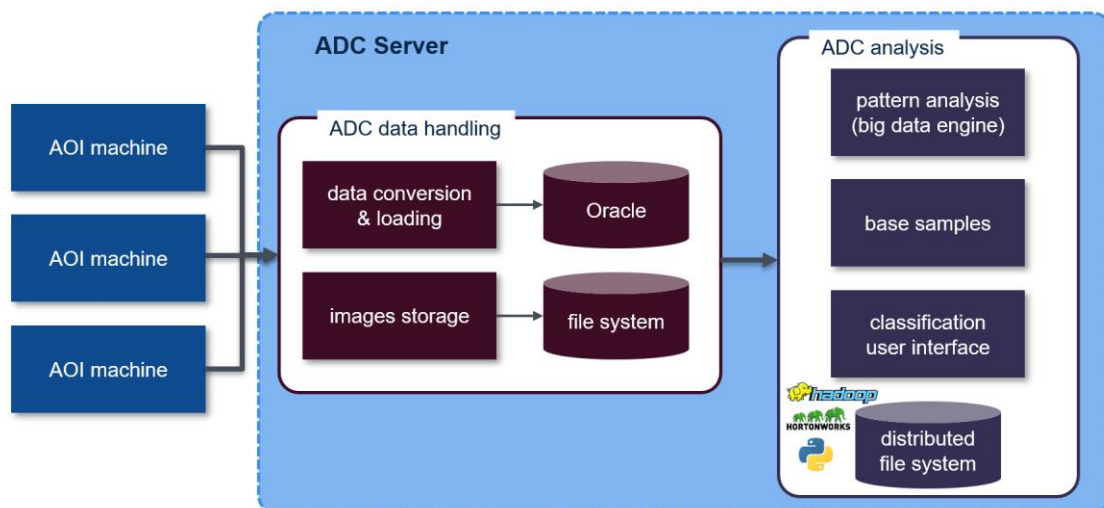 ADC Server
AOI machine
AOI machine
AOI machine
ADC data handling
data conversion
& loading
Oracle
images storage
file system
ADC analysis
pattern analysis
(big data engine)
base samples
classification
user interface
hadoop
HORTONWORKS
distributed
file system